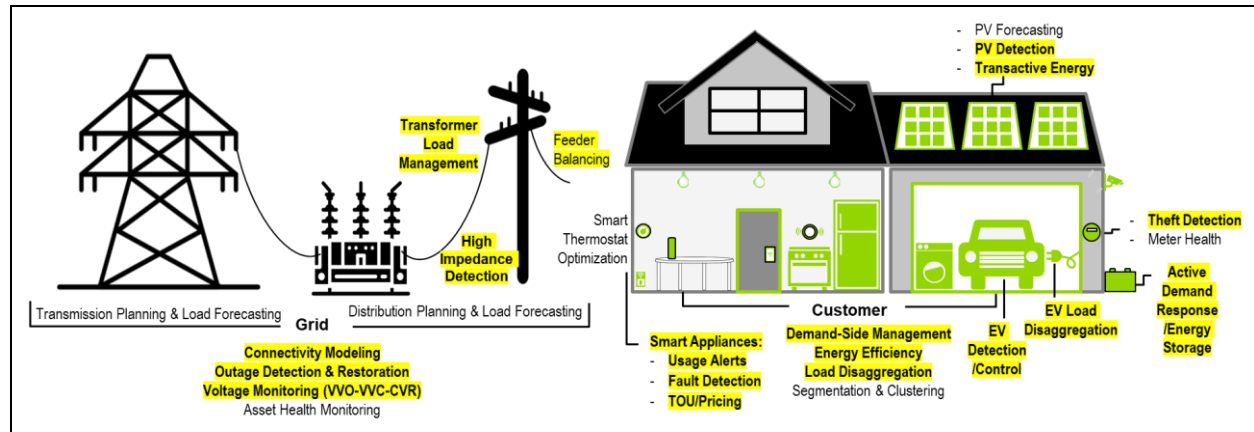 - PV Forecasting
- PV Detection
- Transactive Energy
Transformer
Load
Management
Feeder
Balancing
High
Impedance
Detection
Smart
Thermostat
Optimization
- Theft Detection
- Meter Health
Active
Demand
Response
/Energy
Storage
Transmission Planning & Load Forecasting
Distribution Planning & Load Forecasting
Grid
Connectivity Modeling
Outage Detection & Restoration
Voltage Monitoring (VVO-VVC-CVR)
Asset Health Monitoring
Smart Appliances:
- Usage Alerts
- Fault Detection
- TOU/Pricing
Customer
Demand-Side Management
Energy Efficiency
Load Disaggregation
Segmentation & Clustering
EV
Detection
/Control
EV Load
Disaggregation